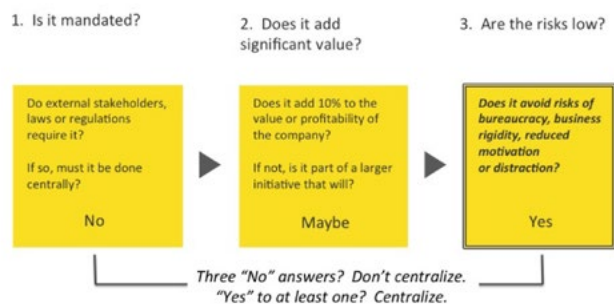 1. Is it mandated?
2. Does it add
significant value?
3. Are the risks low?
Do external stakeholders,
laws or regulations
require it?
If so, must it be done
centrally?
No
Does it add 10% to the
value or profitability of
the company?
If not, is it part of a larger
initiative that will?
Maybe
Does it avoid risks of
bureaucracy, business
rigidity, reduced
motivation
or distraction?
Yes
Three “No” answers? Don’t centralize.
“Yes” to at least one? Centralize.